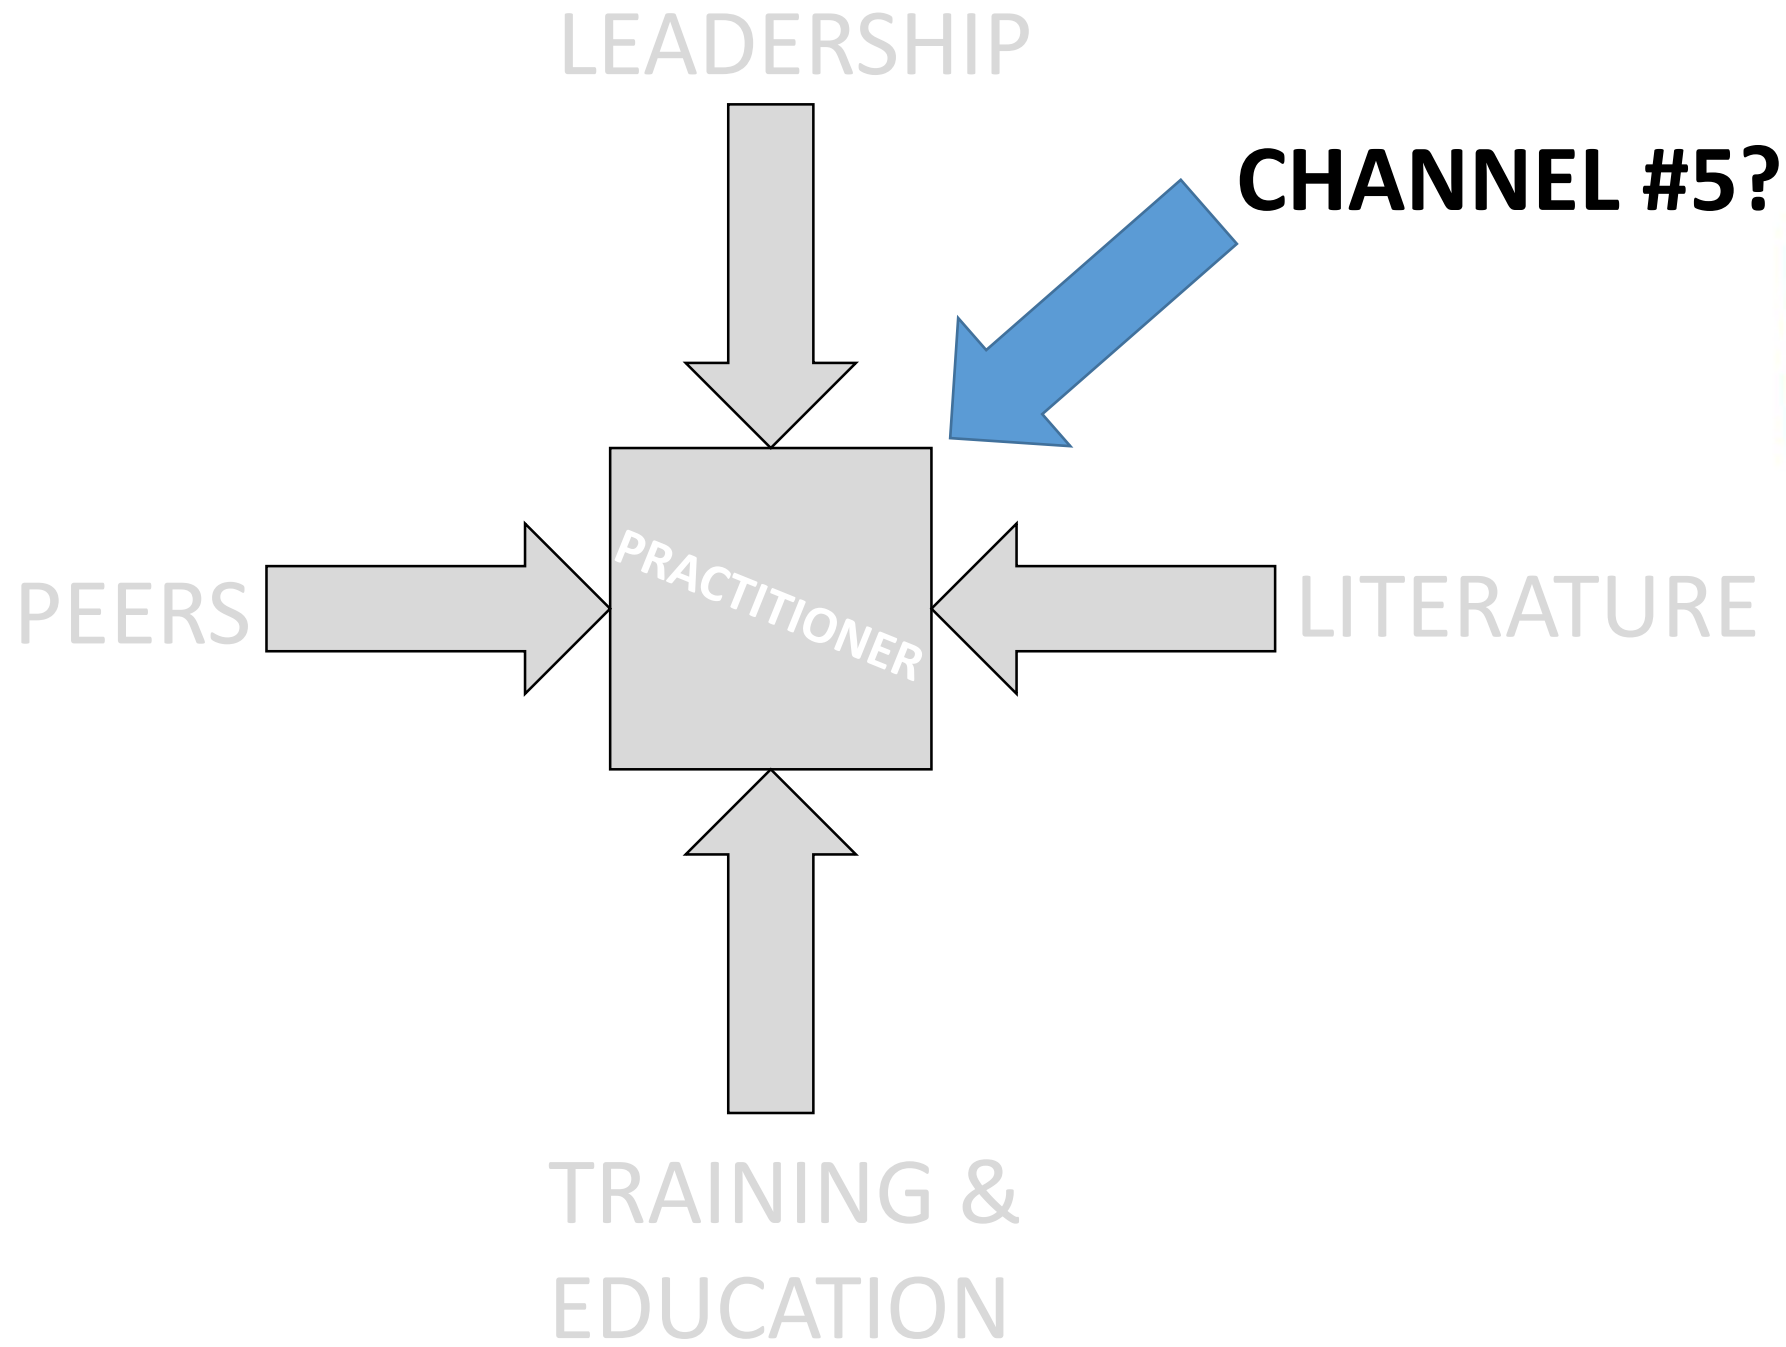 LEADERSHIP
CHANNEL #5?
PRACTITIONER
PEERS
LITERATURE
TRAINING &
EDUCATION